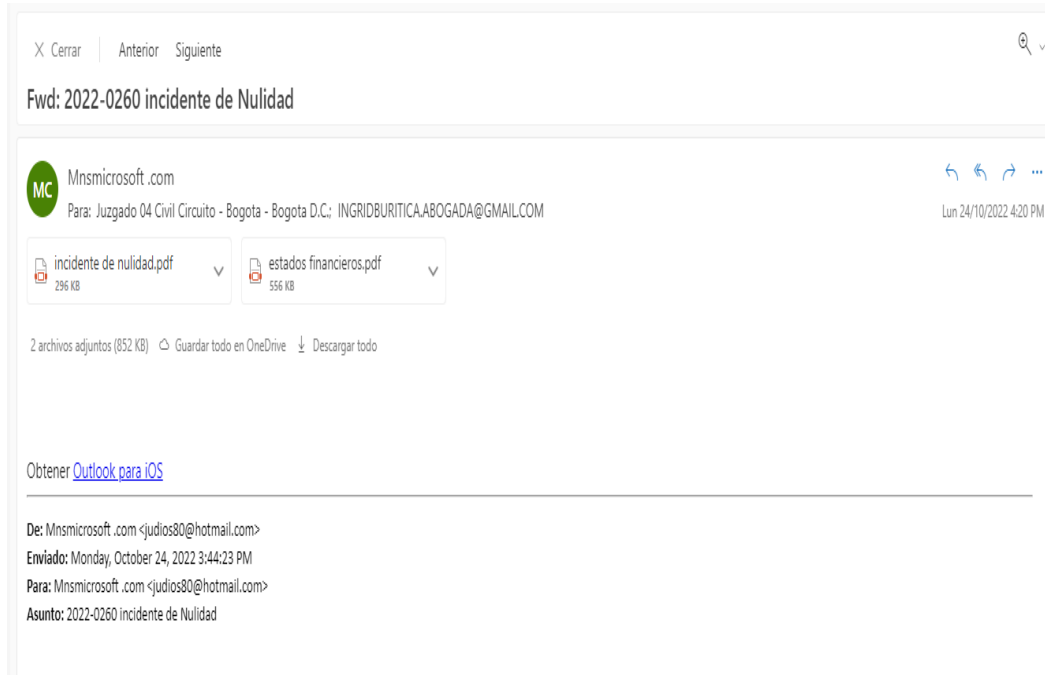 X Cerrar Anterior Siguiente
Fwd: 2022-0260 incidente de Nulidad
MC
Mnsmicrosoft .com
Para: Juzgado 04 Civil Circuito - Bogota - Bogota D.C.; INGRIDBURITICA.ABOGADA@GMAIL.COM
Lun 24/10/2022 4:20 PM
incidente de nulidad.pdf
296 KB
estados financieros.pdf
556 KB
2 archivos adjuntos (852 KB) Guardar todo en OneDrive Descargar todo
Obtener Outlook para iOS
De: Mnsmicrosoft .com <judios80@hotmail.com>
Enviado: Monday, October 24, 2022 3:44:23 PM
Para: Mnsmicrosoft .com <judios80@hotmail.com>
Asunto: 2022-0260 incidente de Nulidad